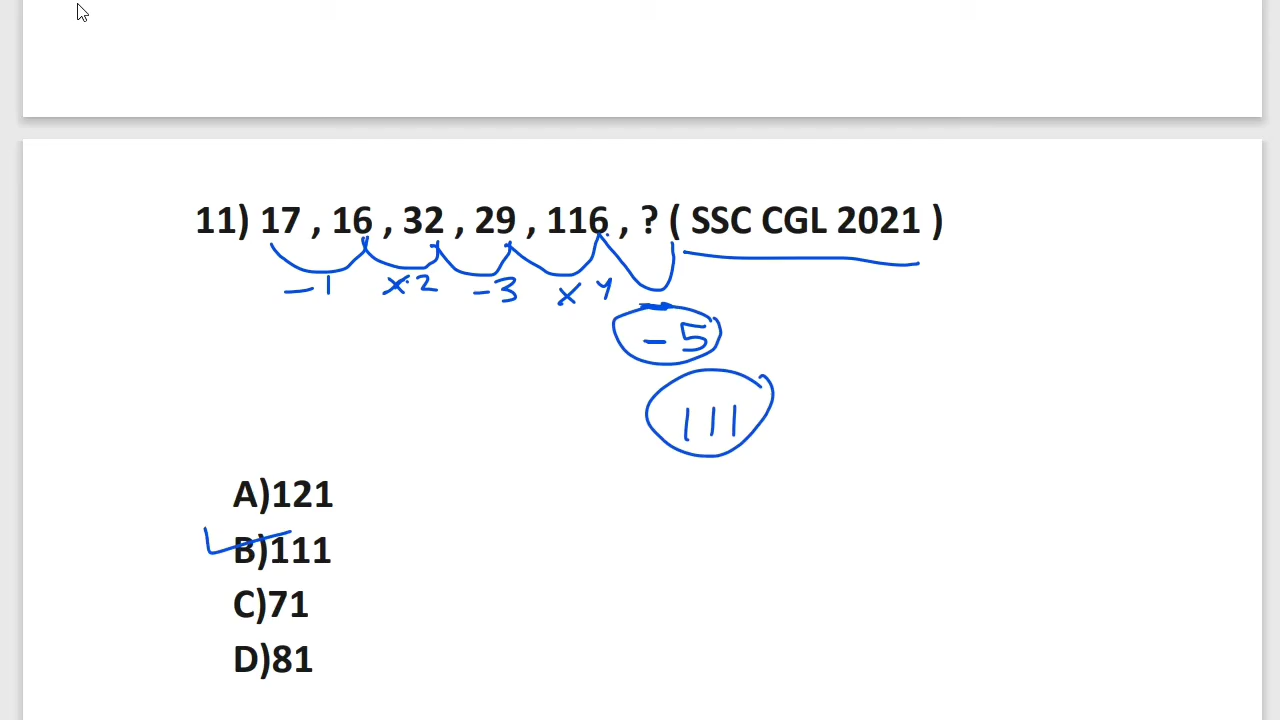 11) 17 , 16 , 32 , 29 , 116 , ? ( SSC CGL 2021 )
-1 ×2 -3 ×4
-5
111
A)121
B)111
C)71
D)81